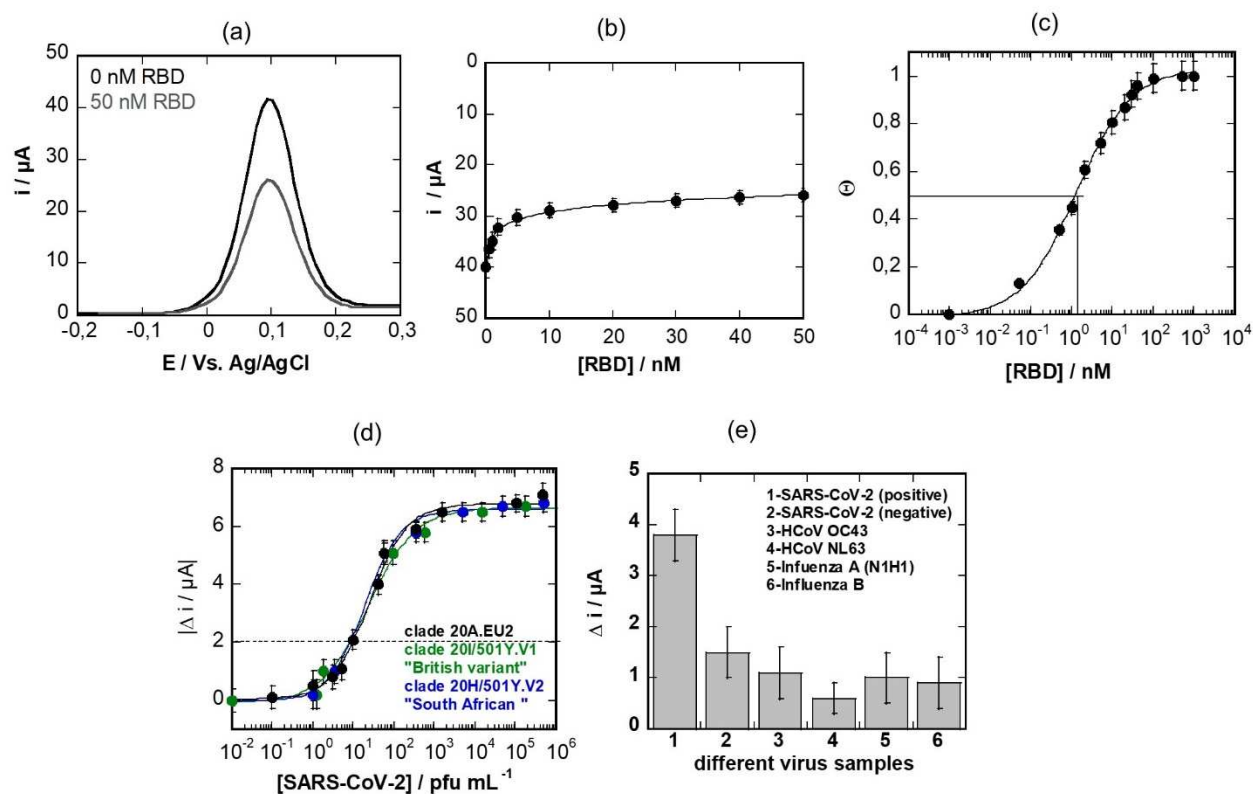 (a)
50
40
30
20
10
0
i / µA
0 nM RBD
50 nM RBD
-0,2
-0,1
0
0,1
0,2
0,3
E / Vs. Ag/AgCl
(b)
0
10
20
30
40
50
i / µA
0
10
20
30
40
50
[RBD] / nM
(c)
1
0,8
0,6
0,4
0,2
0
Θ
10-4 10-3 10-2 10-1 100 101 102 103 104
[RBD] / nM
(d)
8
6
4
2
0
|Δ i / µA|
clade 20A.EU2
clade 20I/501Y.V1
"British variant"
clade 20H/501Y.V2
"South African "
10-2 10-1 100 101 102 103 104 105 106
[SARS-CoV-2] / pfu mL-1
(e)
5
4
3
2
1
0
Δ i / µA
1-SARS-CoV-2 (positive)
2-SARS-CoV-2 (negative)
3-HCoV OC43
4-HCoV NL63
5-Infuenza A (N1H1)
6-Influenza B
1 2 3 4 5 6
different virus samples